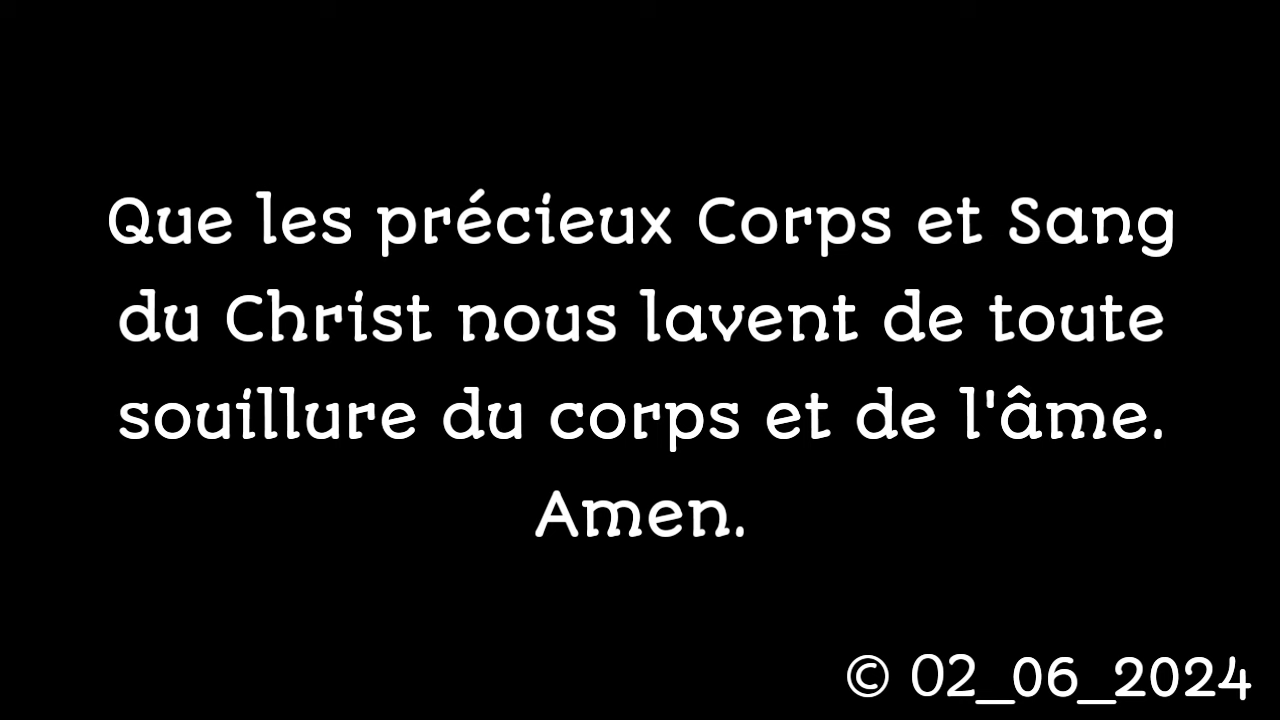 Que les précieux Corps et Sang
du Christ nous lavent de toute
souillure du corps et de l'âme.
Amen.
© 02_06_2024